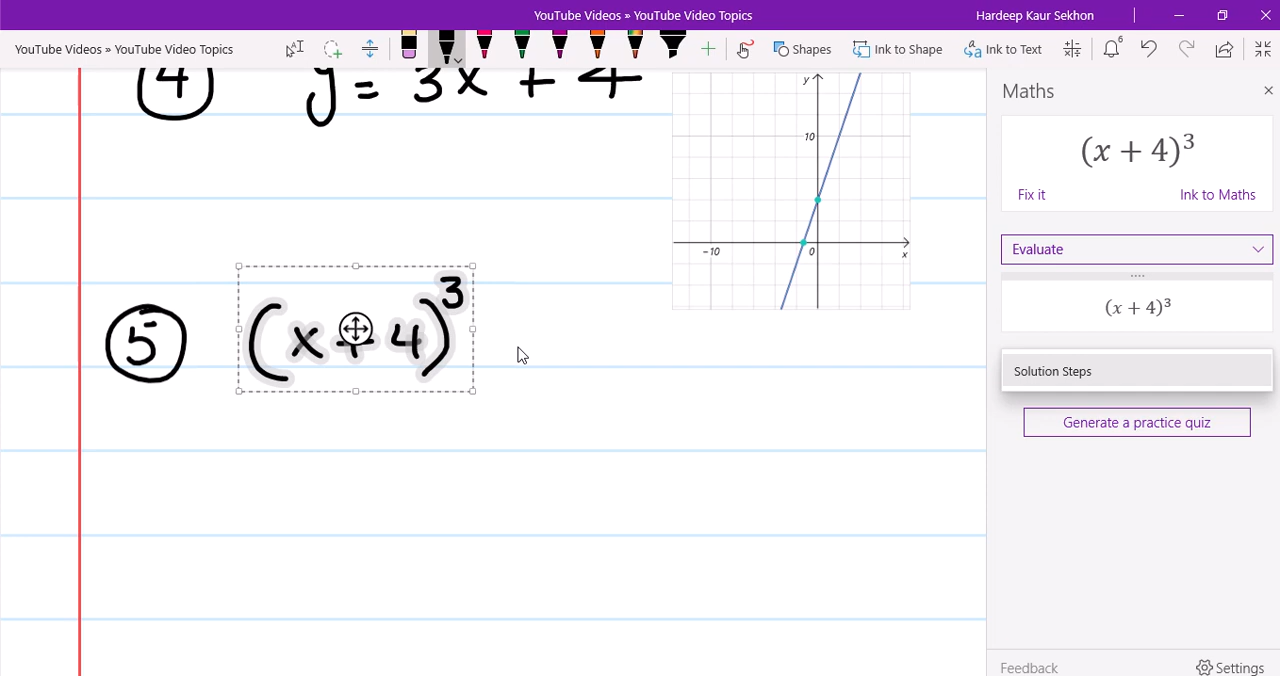 YouTube Videos » YouTube Video Topics
Hardeep Kaur Sekhon
YouTube Videos » YouTube Video Topics
Shapes
Ink to Shape
Ink to Text
6
4 y = 3x + 4
y
10
-10
0
x
5 (x + 4)³
Maths
(x + 4)³
Fix it
Ink to Maths
Evaluate
(x + 4)³
Solution Steps
Generate a practice quiz
Feedback
Settings